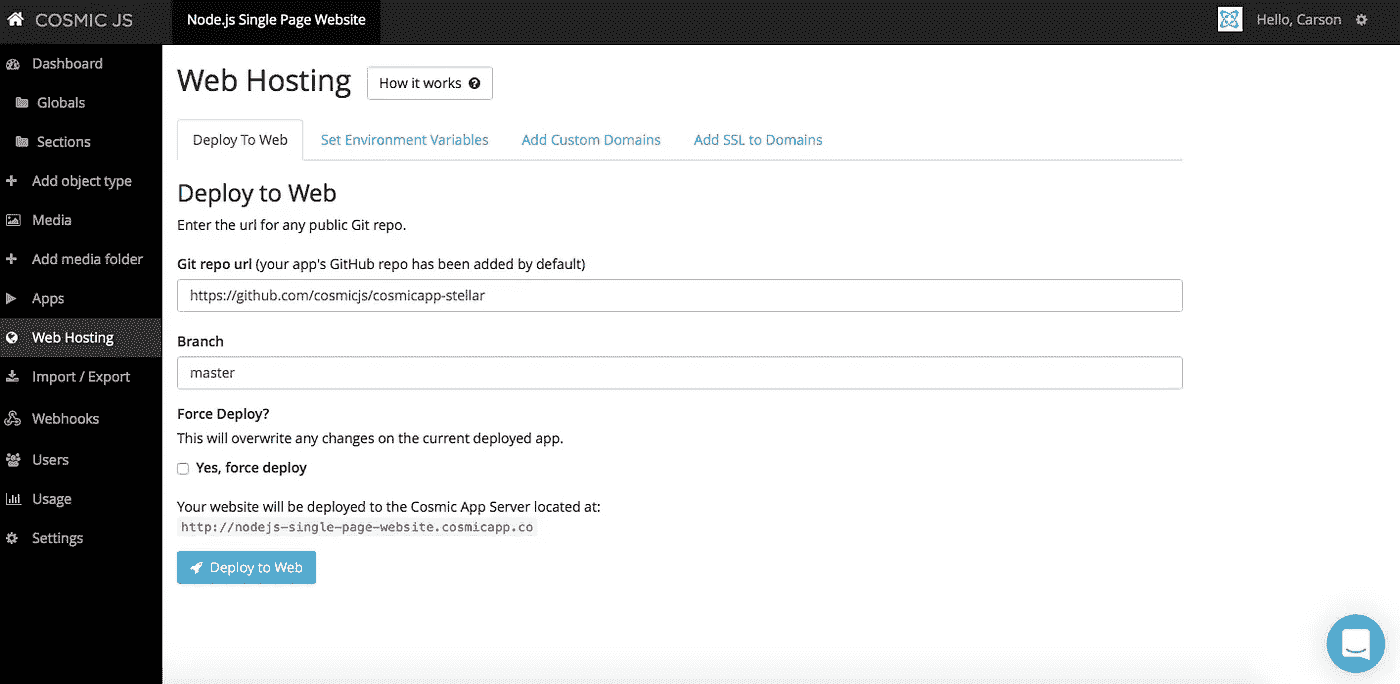 COSMIC JS
Node.js Single Page Website
Hello, Carson
Dashboard
Globals
Sections
Add object type
Media
Add media folder
Apps
Web Hosting
Import / Export
Webhooks
Users
Usage
Settings
Web Hosting
How it works ?
Deploy To Web
Set Environment Variables
Add Custom Domains
Add SSL to Domains
Deploy to Web
Enter the url for any public Git repo.
Git repo url (your app's GitHub repo has been added by default)
https://github.com/cosmicjs/cosmicapp-stellar
Branch
master
Force Deploy?
This will overwrite any changes on the current deployed app.
Yes, force deploy
Your website will be deployed to the Cosmic App Server located at:
http://nodejs-single-page-website.cosmicapp.co
Deploy to Web